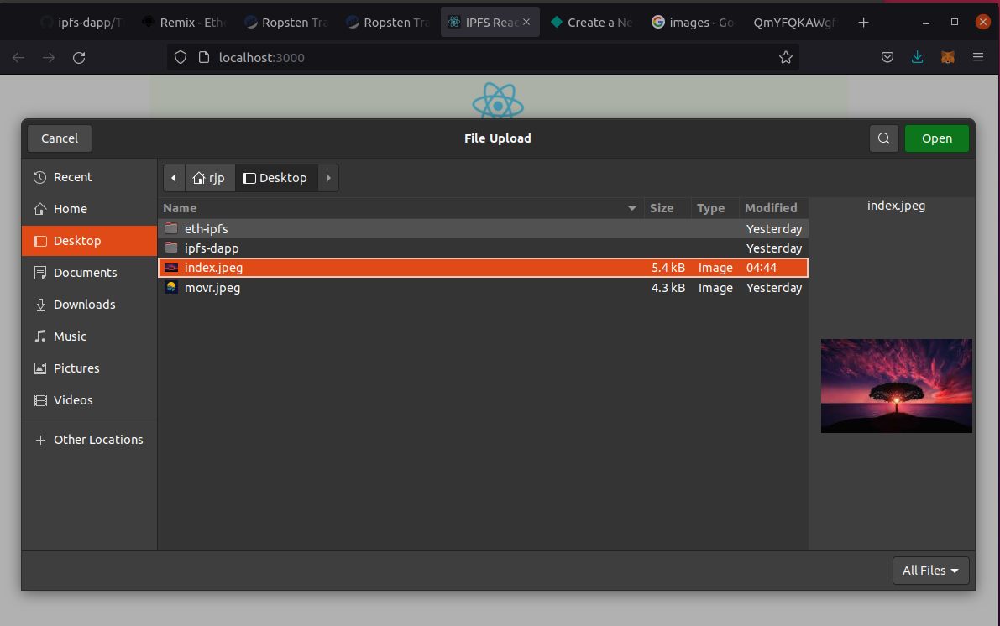 ipfs-dapp/T Remix - Eth Ropsten Tra Ropsten Tra IPFS Reac Create a Ne images - Go QmYFQKAWgf
localhost:3000
Cancel File Upload Open
Recent
Home
Desktop
Documents
Downloads
Music
Pictures
Videos
Other Locations
rjp Desktop
Name Size Type Modified
eth-ipfs Yesterday
ipfs-dapp Yesterday
index.jpeg 5.4 kB Image 04:44
movr.jpeg 4.3 kB Image Yesterday
index.jpeg
All Files